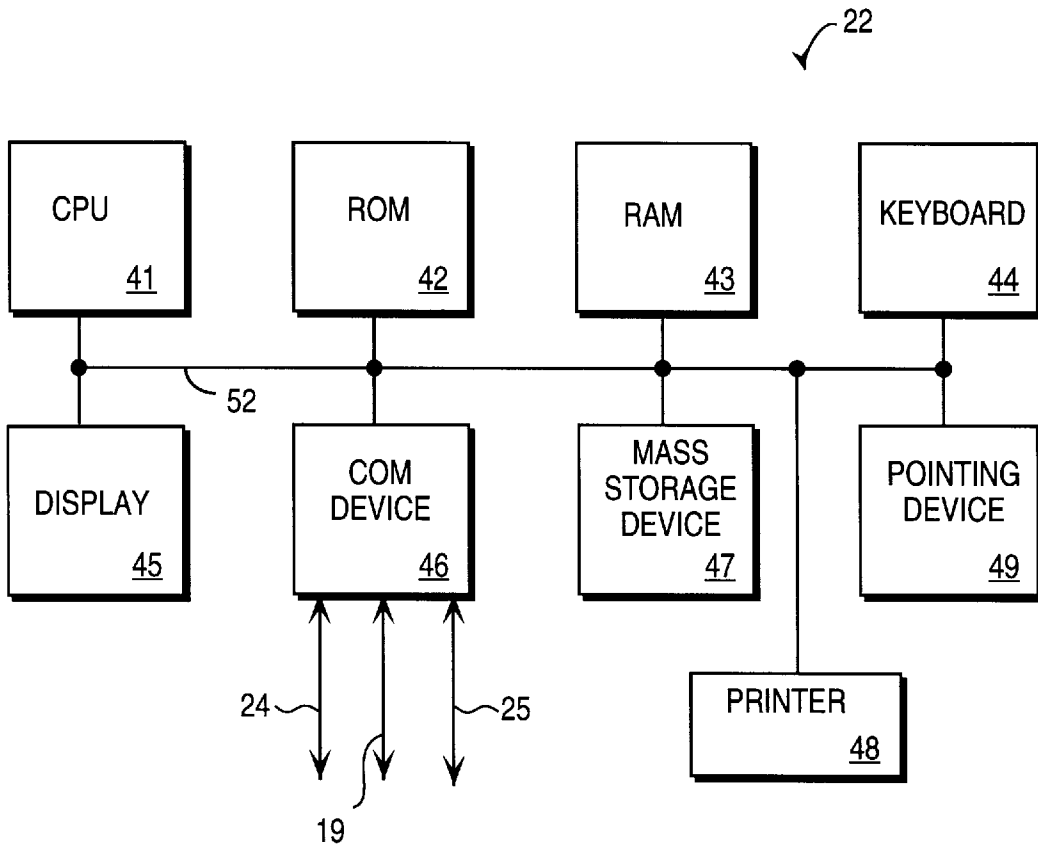 22
CPU
41
ROM
42
RAM
43
KEYBOARD
44
52
DISPLAY
45
COM
DEVICE
46
MASS
STORAGE
DEVICE
47
POINTING
DEVICE
49
24
19
25
PRINTER
48